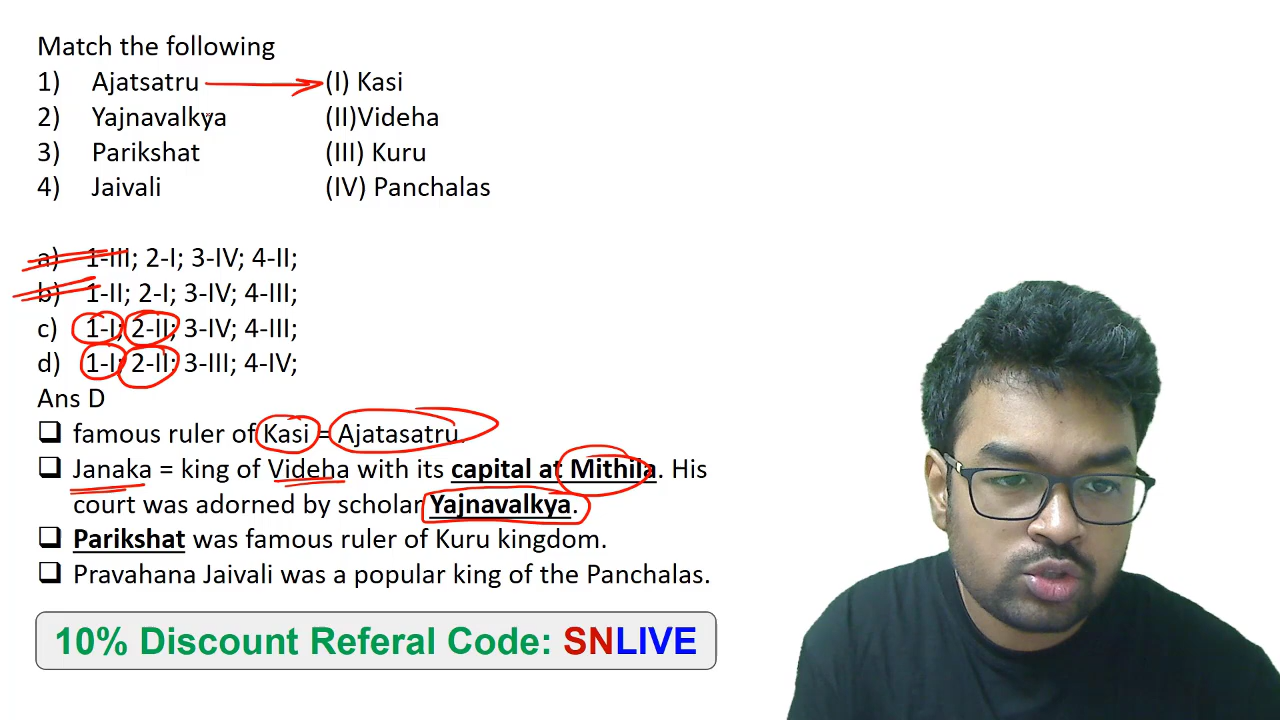 Match the following
1) Ajatsatru (I) Kasi
2) Yajnavalkya (II)Videha
3) Parikshat (III) Kuru
4) Jaivali (IV) Panchalas
a) 1-III; 2-I; 3-IV; 4-II;
b) 1-II; 2-I; 3-IV; 4-III;
c) 1-I; 2-II; 3-IV; 4-III;
d) 1-I; 2-II; 3-III; 4-IV;
Ans D
❑ famous ruler of Kasi = Ajatasatru.
❑ Janaka = king of Videha with its capital at Mithila. His
court was adorned by scholar Yajnavalkya.
❑ Parikshat was famous ruler of Kuru kingdom.
❑ Pravahana Jaivali was a popular king of the Panchalas.
10% Discount Referal Code: SNLIVE